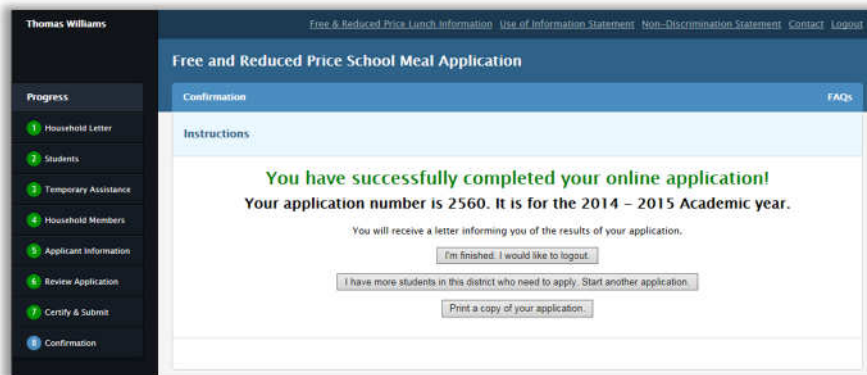 Thomas Williams
Free & Reduced Price Lunch Information Use of Information Statement Non-Discrimination Statement Contact Logout
Free and Reduced Price School Meal Application
Progress
Confirmation FAQs
1 Household Letter
Instructions
2 Students
3 Temporary Assistance
4 Household Members
5 Applicant Information
6 Review Application
7 Certify & Submit
8 Confirmation
You have successfully completed your online application!
Your application number is 2560. It is for the 2014 - 2015 Academic year.
You will receive a letter informing you of the results of your application.
I'm finished. I would like to logout.
I have more students in this district who need to apply. Start another application.
Print a copy of your application.